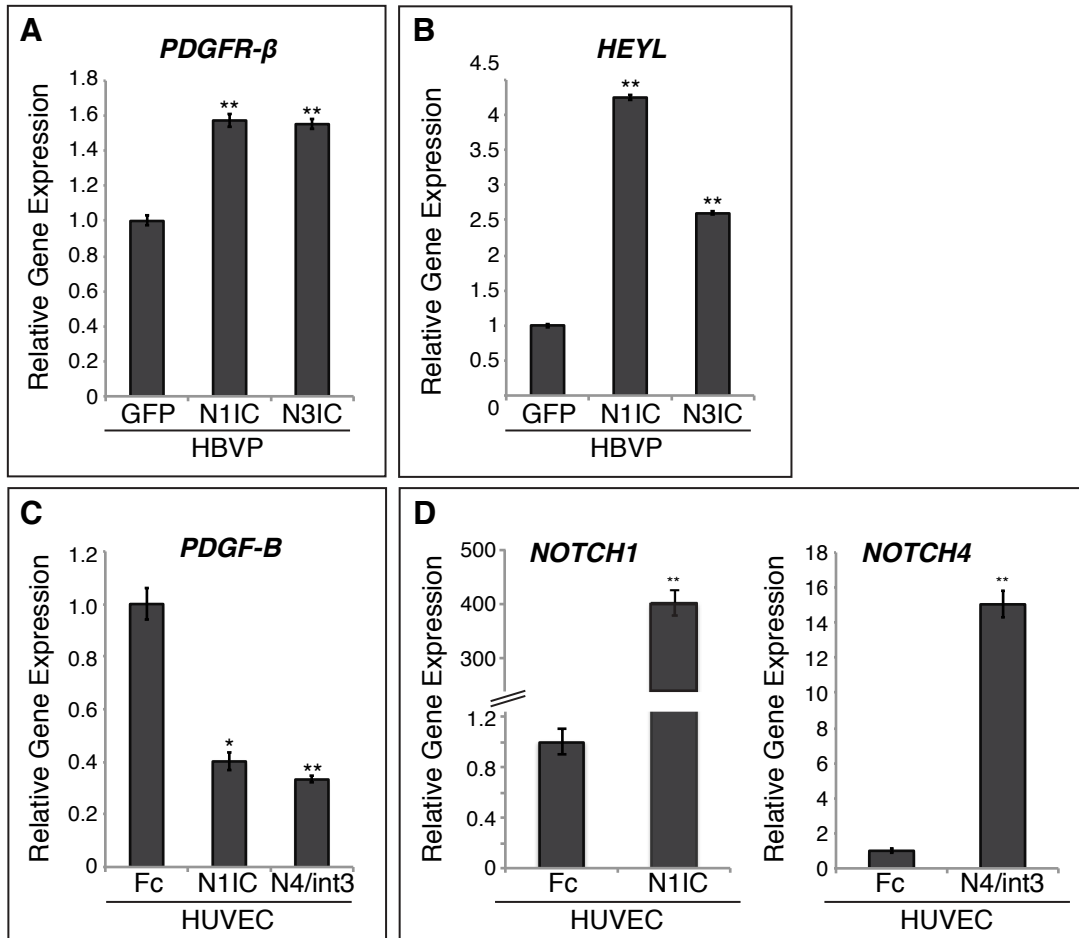 A
PDGFR-β
Relative Gene Expression
1.8
1.6
1.4
1.2
1.0
0.8
0.6
0.4
0.2
0
**
**
GFP N1IC N3IC
HBVP
B
HEYL
Relative Gene Expression
4.5
4
3.5
3
2.5
2
1.5
1
0.5
0
**
**
GFP N1IC N3IC
HBVP
C
PDGF-B
Relative Gene Expression
1.2
1.0
0.8
0.6
0.4
0.2
0
*
**
Fc N1IC N4/int3
HUVEC
D
NOTCH1
Relative Gene Expression
500
400
300
1.2
0.8
0.4
0
**
Fc N1IC
HUVEC
NOTCH4
Relative Gene Expression
18
16
14
12
10
8
6
4
2
0
**
Fc N4/int3
HUVEC